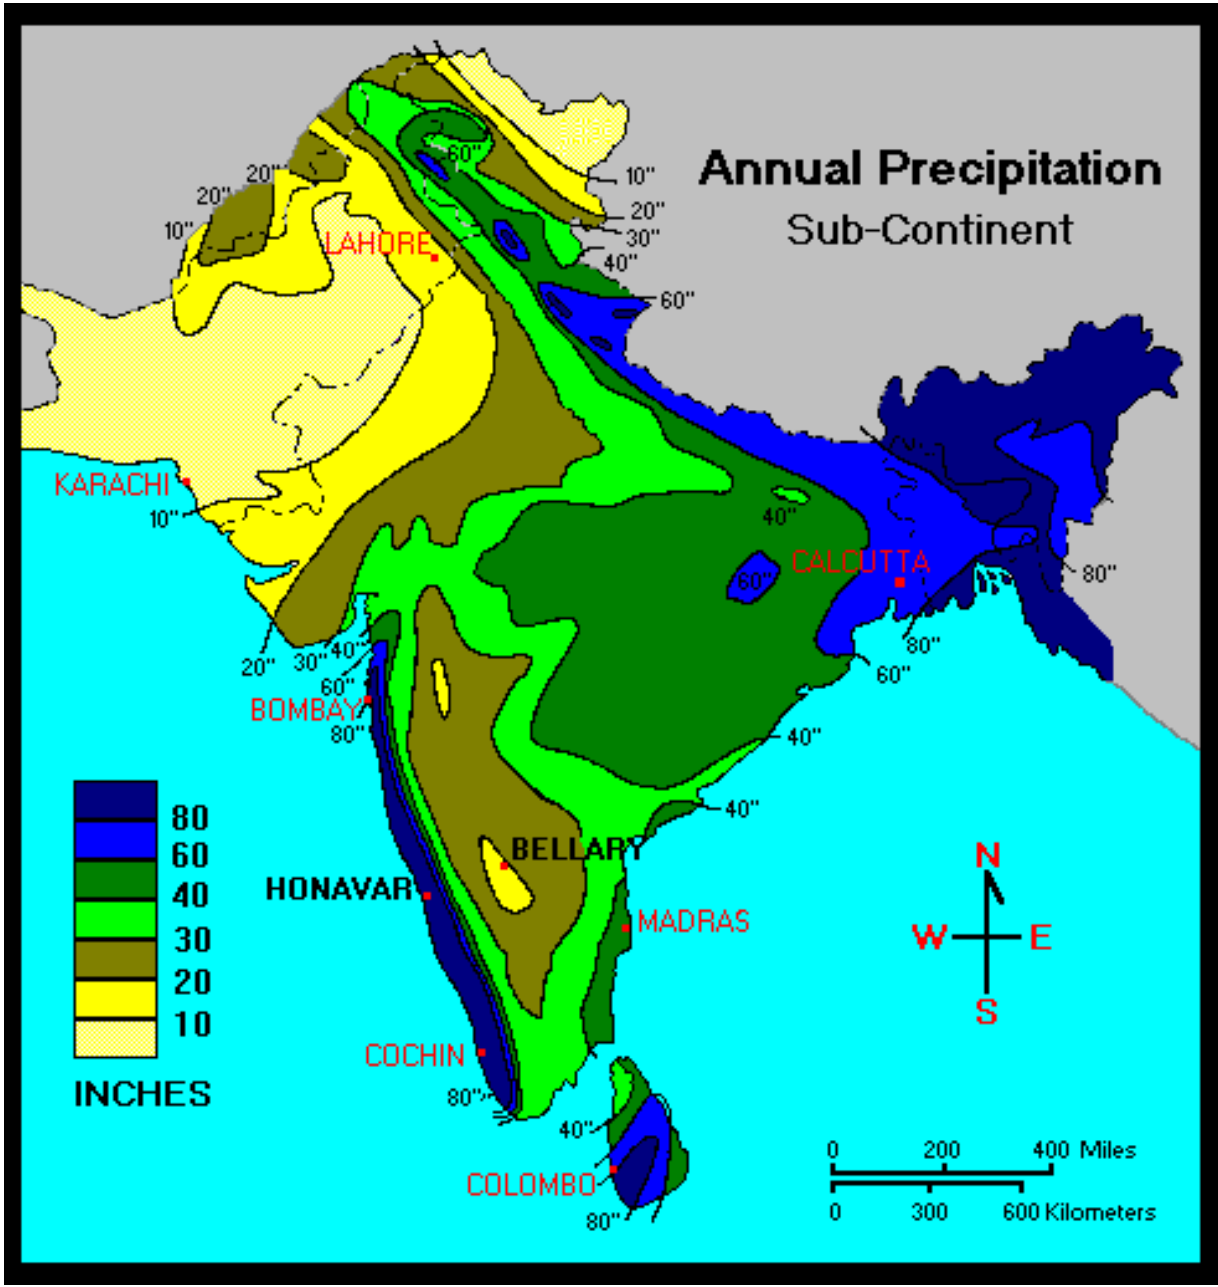 Annual Precipitation
Sub-Continent
60"
10"
20"
30"
40"
60"
20"
20"
10"
LAHORE
KARACHI
10"
40"
60"
CALCUTTA
80"
80"
60"
20"
30"
40"
60"
BOMBAY
80"
40"
40"
80
60
40
30
20
10
INCHES
BELLARY
HONAVAR
MADRAS
COCHIN
80"
40"
COLOMBO
80"
N
W
E
S
0 200 400 Miles
0 300 600 Kilometers